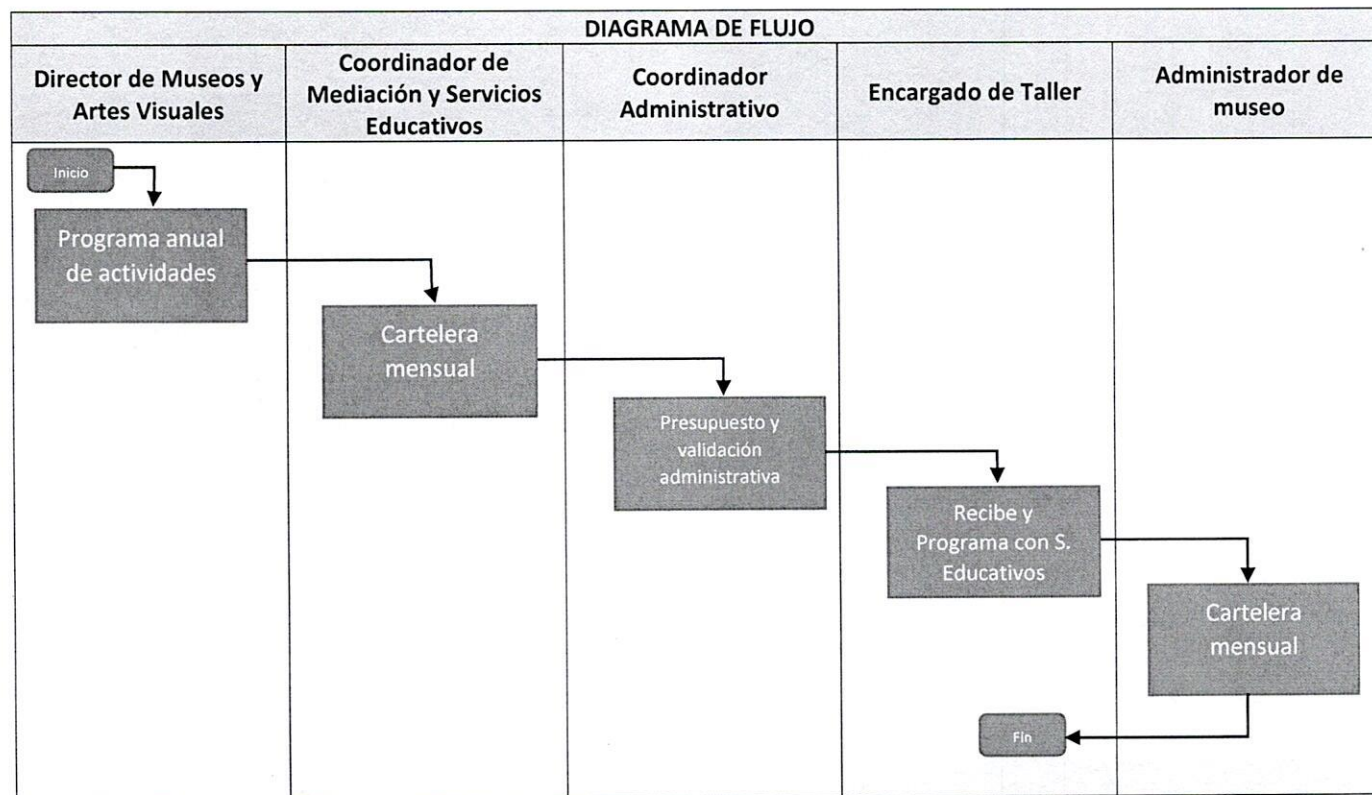 DIAGRAMA DE FLUJO
Director de Museos y
Artes Visuales
Coordinador de
Mediación y Servicios
Educativos
Coordinador
Administrativo
Encargado de Taller
Administrador de
museo
Inicio
Programa anual
de actividades
Cartelera
mensual
Presupuesto y
validación
administrativa
Recibe y
Programa con S.
Educativos
Cartelera
mensual
Fin